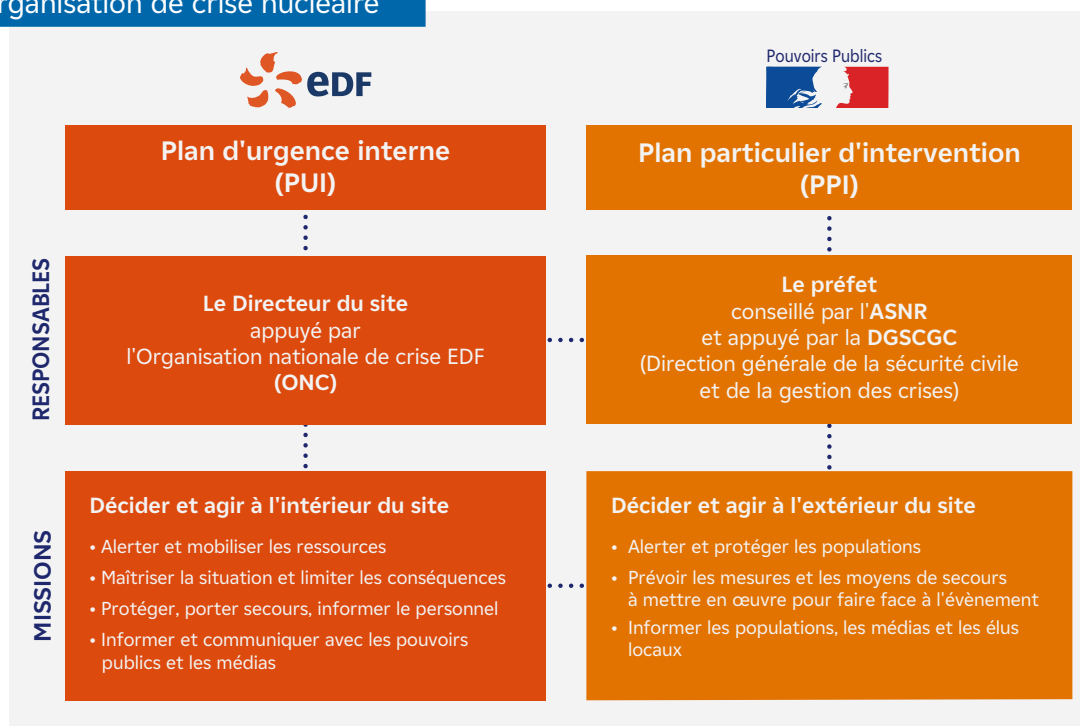 rganisation de crise nucléaire
edf
Pouvoirs Publics
Plan d'urgence interne
(PUI)
Plan particulier d'intervention
(PPI)
RESPONSABLES
Le Directeur du site
appuyé par
l'Organisation nationale de crise EDF
(ONC)
Le préfet
conseillé par l'ASNR
et appuyé par la DGSCGC
(Direction générale de la sécurité civile
et de la gestion des crises)
MISSIONS
Décider et agir à l'intérieur du site
• Alerter et mobiliser les ressources
• Maîtriser la situation et limiter les conséquences
• Protéger, porter secours, informer le personnel
• Informer et communiquer avec les pouvoirs
publics et les médias
Décider et agir à l'extérieur du site
• Alerter et protéger les populations
• Prévoir les mesures et les moyens de secours
à mettre en œuvre pour faire face à l'évènement
• Informer les populations, les médias et les élus
locaux